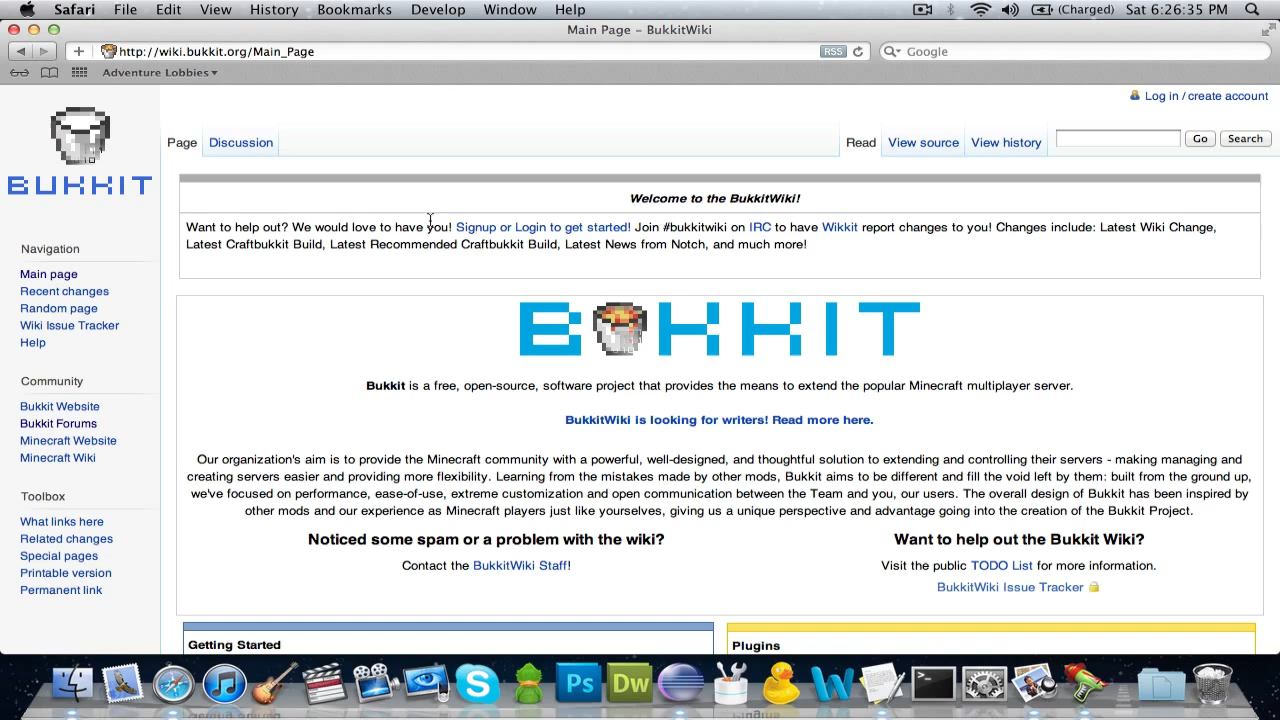 Safari File Edit View History Bookmarks Develop Window Help (Charged) Sat 6:26:35 PM
Main Page – BukkitWiki
http://wiki.bukkit.org/Main_Page RSS Google
Adventure Lobbies
Log in / create account
Page Discussion Read View source View history Go Search
BUKKIT
Welcome to the BukkitWiki!
Want to help out? We would love to have you! Signup or Login to get started! Join #bukkitwiki on IRC to have Wikkit report changes to you! Changes include: Latest Wiki Change,
Latest Craftbukkit Build, Latest Recommended Craftbukkit Build, Latest News from Notch, and much more!
Navigation
Main page
Recent changes
Random page
Wiki Issue Tracker
Help
Community
Bukkit Website
Bukkit Forums
Minecraft Website
Minecraft Wiki
Toolbox
What links here
Related changes
Special pages
Printable version
Permanent link
BUKKIT
Bukkit is a free, open-source, software project that provides the means to extend the popular Minecraft multiplayer server.
BukkitWiki is looking for writers! Read more here.
Our organization's aim is to provide the Minecraft community with a powerful, well-designed, and thoughtful solution to extending and controlling their servers - making managing and
creating servers easier and providing more flexibility. Learning from the mistakes made by other mods, Bukkit aims to be different and fill the void left by them: built from the ground up,
we've focused on performance, ease-of-use, extreme customization and open communication between the Team and you, our users. The overall design of Bukkit has been inspired by
other mods and our experience as Minecraft players just like yourselves, giving us a unique perspective and advantage going into the creation of the Bukkit Project.
Noticed some spam or a problem with the wiki?
Contact the BukkitWiki Staff!
Want to help out the Bukkit Wiki?
Visit the public TODO List for more information.
BukkitWiki Issue Tracker
Getting Started
Plugins
Ps Dw W